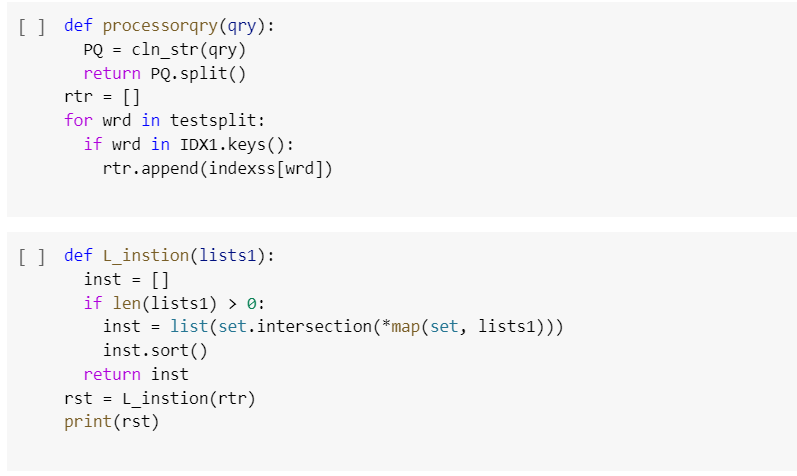 [ ] def processorqry(qry):
PQ = cln_str(qry)
return PQ.split()
rtr = []
for wrd in testsplit:
if wrd in IDX1.keys():
rtr.append(indexss[wrd])
[ ] def L_instion(lists1):
inst = []
if len(lists1) > 0:
inst = list(set.intersection(*map(set, lists1)))
inst.sort()
return inst
rst = L_instion(rtr)
print(rst)